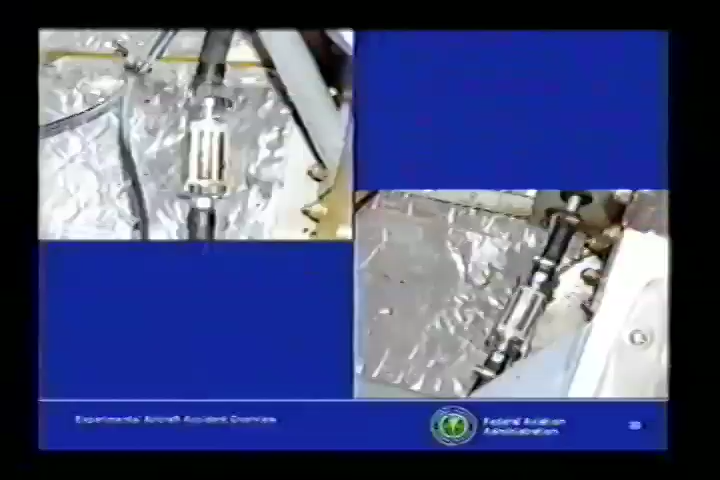 Experimental Aircraft Accident Overview
Federal Aviation
Administration